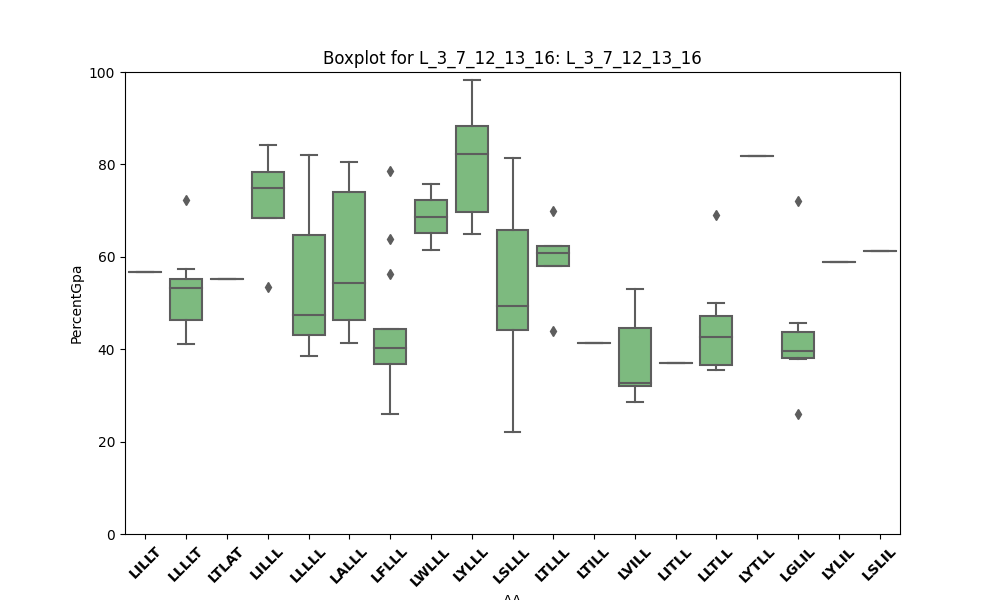 Boxplot for L_3_7_12_13_16: L_3_7_12_13_16
100
80
60
40
20
0
PercentGpa
LILLT
LLLLT
LTLAT
LILLL
LLLLL
LALLL
LFLLL
LWLLL
LYLLL
LSLLL
LTLLL
LTILL
LVILL
LITLL
LLTLL
LYTLL
LGLIL
LYLIL
LSLIL
AA